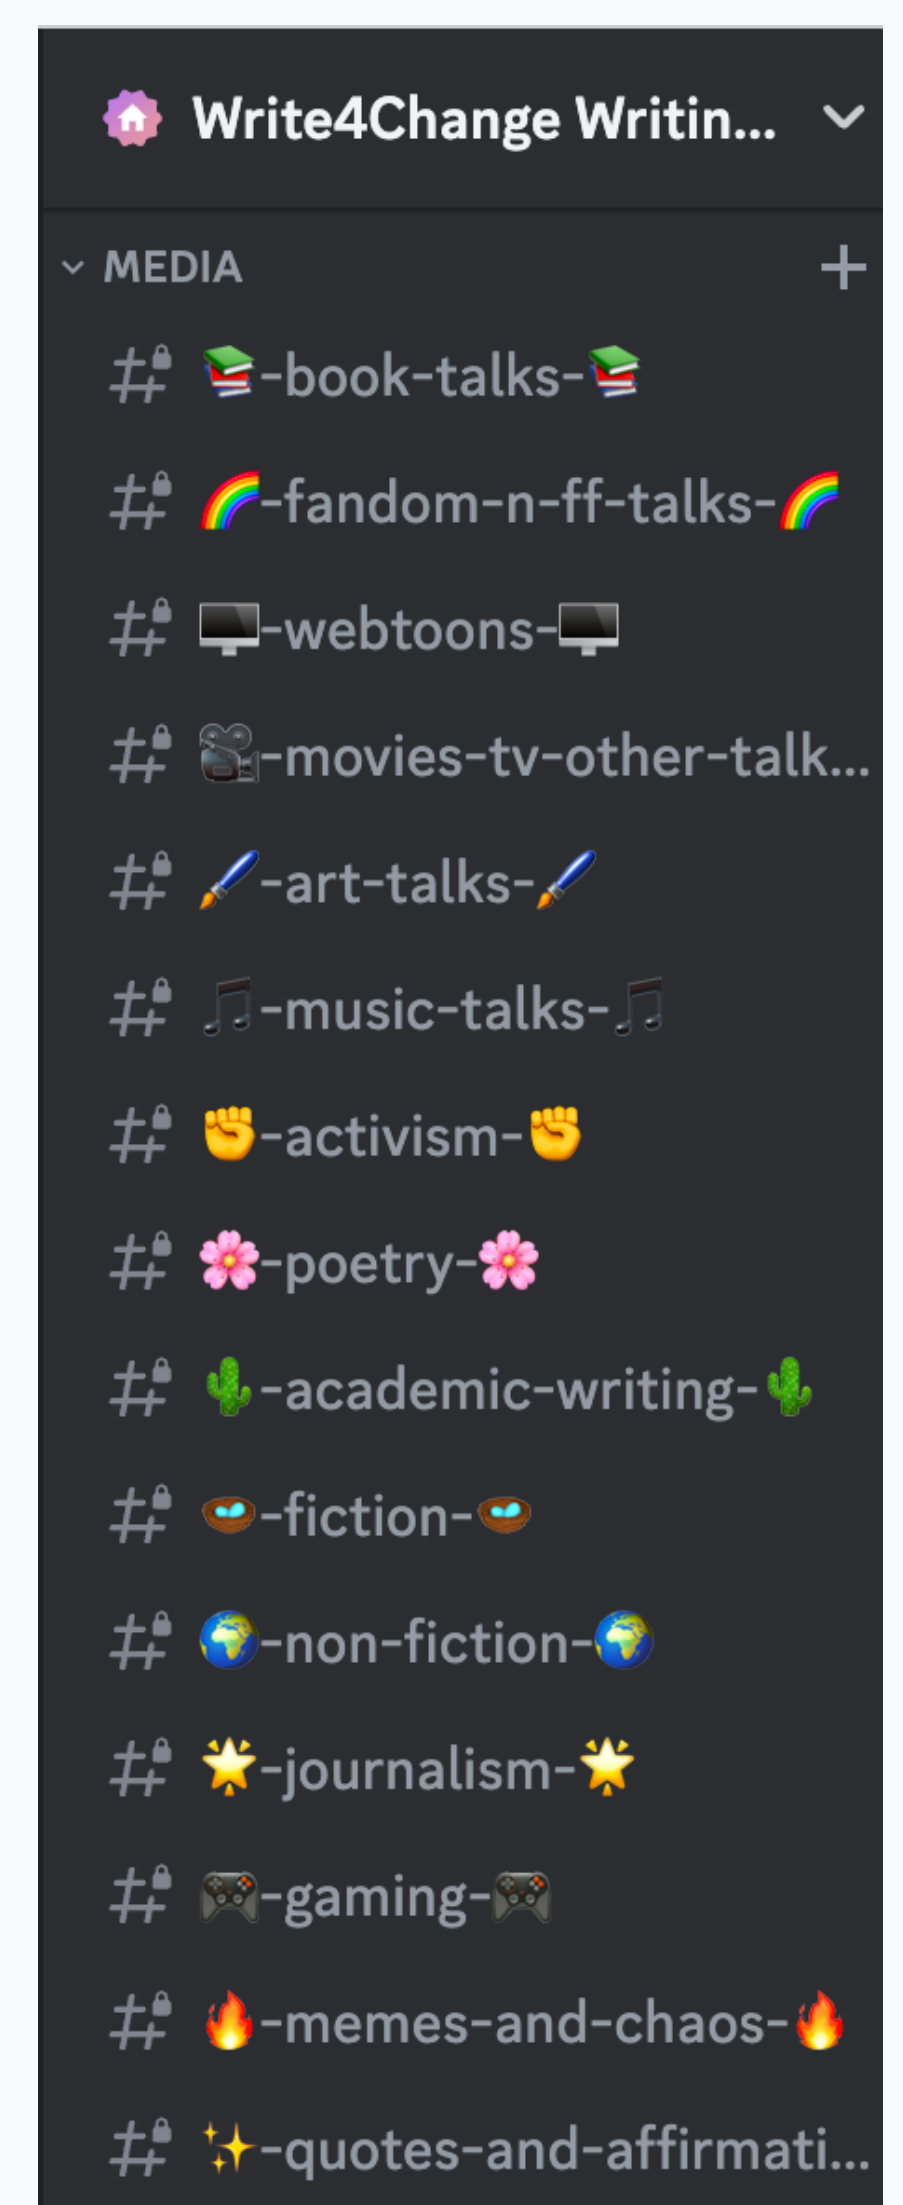 Write4Change Writin...
MEDIA
📚-book-talks-📚
🌈-fandom-n-ff-talks-🌈
🖥️-webtoons-🖥️
🎥-movies-tv-other-talk...
🖌️-art-talks-🖌️
🎵-music-talks-🎵
✊-activism-✊
🌸-poetry-🌸
🌵-academic-writing-🌵
🪺-fiction-🪺
🌍-non-fiction-🌍
🌟-journalism-🌟
🎮-gaming-🎮
🔥-memes-and-chaos-🔥
✨-quotes-and-affirmati...